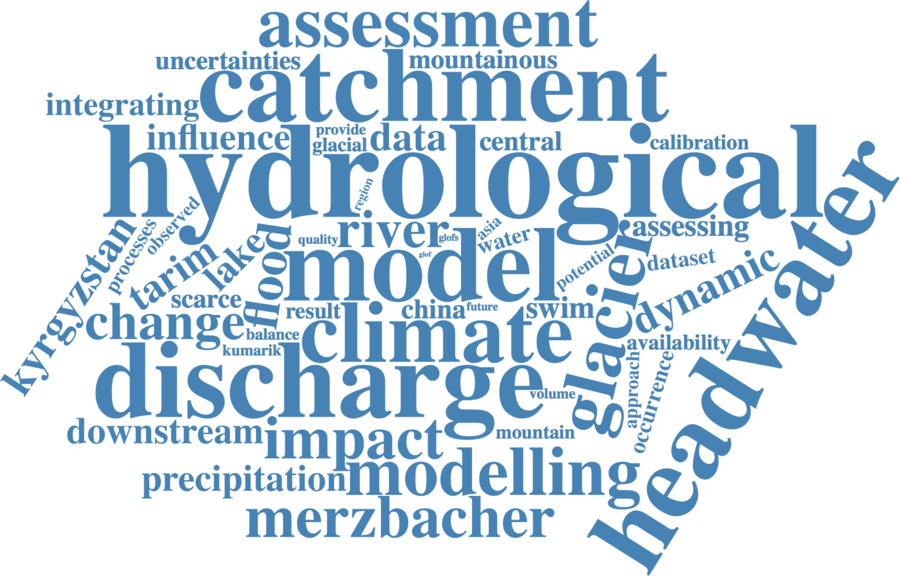 assessment
uncertainties mountainous
catchment
integrating
influence provide glacial data central calibration
hydrological
region
kyrgyzstan processes observed
tarim lake flood
quality river glofs asia water
assessing
glof
model
potential glacier dataset
scarce
result china future swim dynamic
change balance climate availability
kumarik
discharge
volume approach occurrence
headwater
downstream impact mountain
precipitation modelling
merzbacher